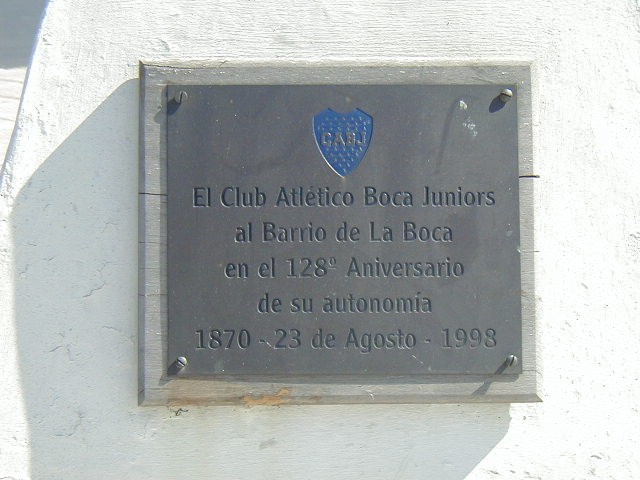 CABJ
El Club Atlético Boca Juniors
al Barrio de La Boca
en el 128º Aniversario
de su autonomía
1870 - 23 de Agosto - 1998